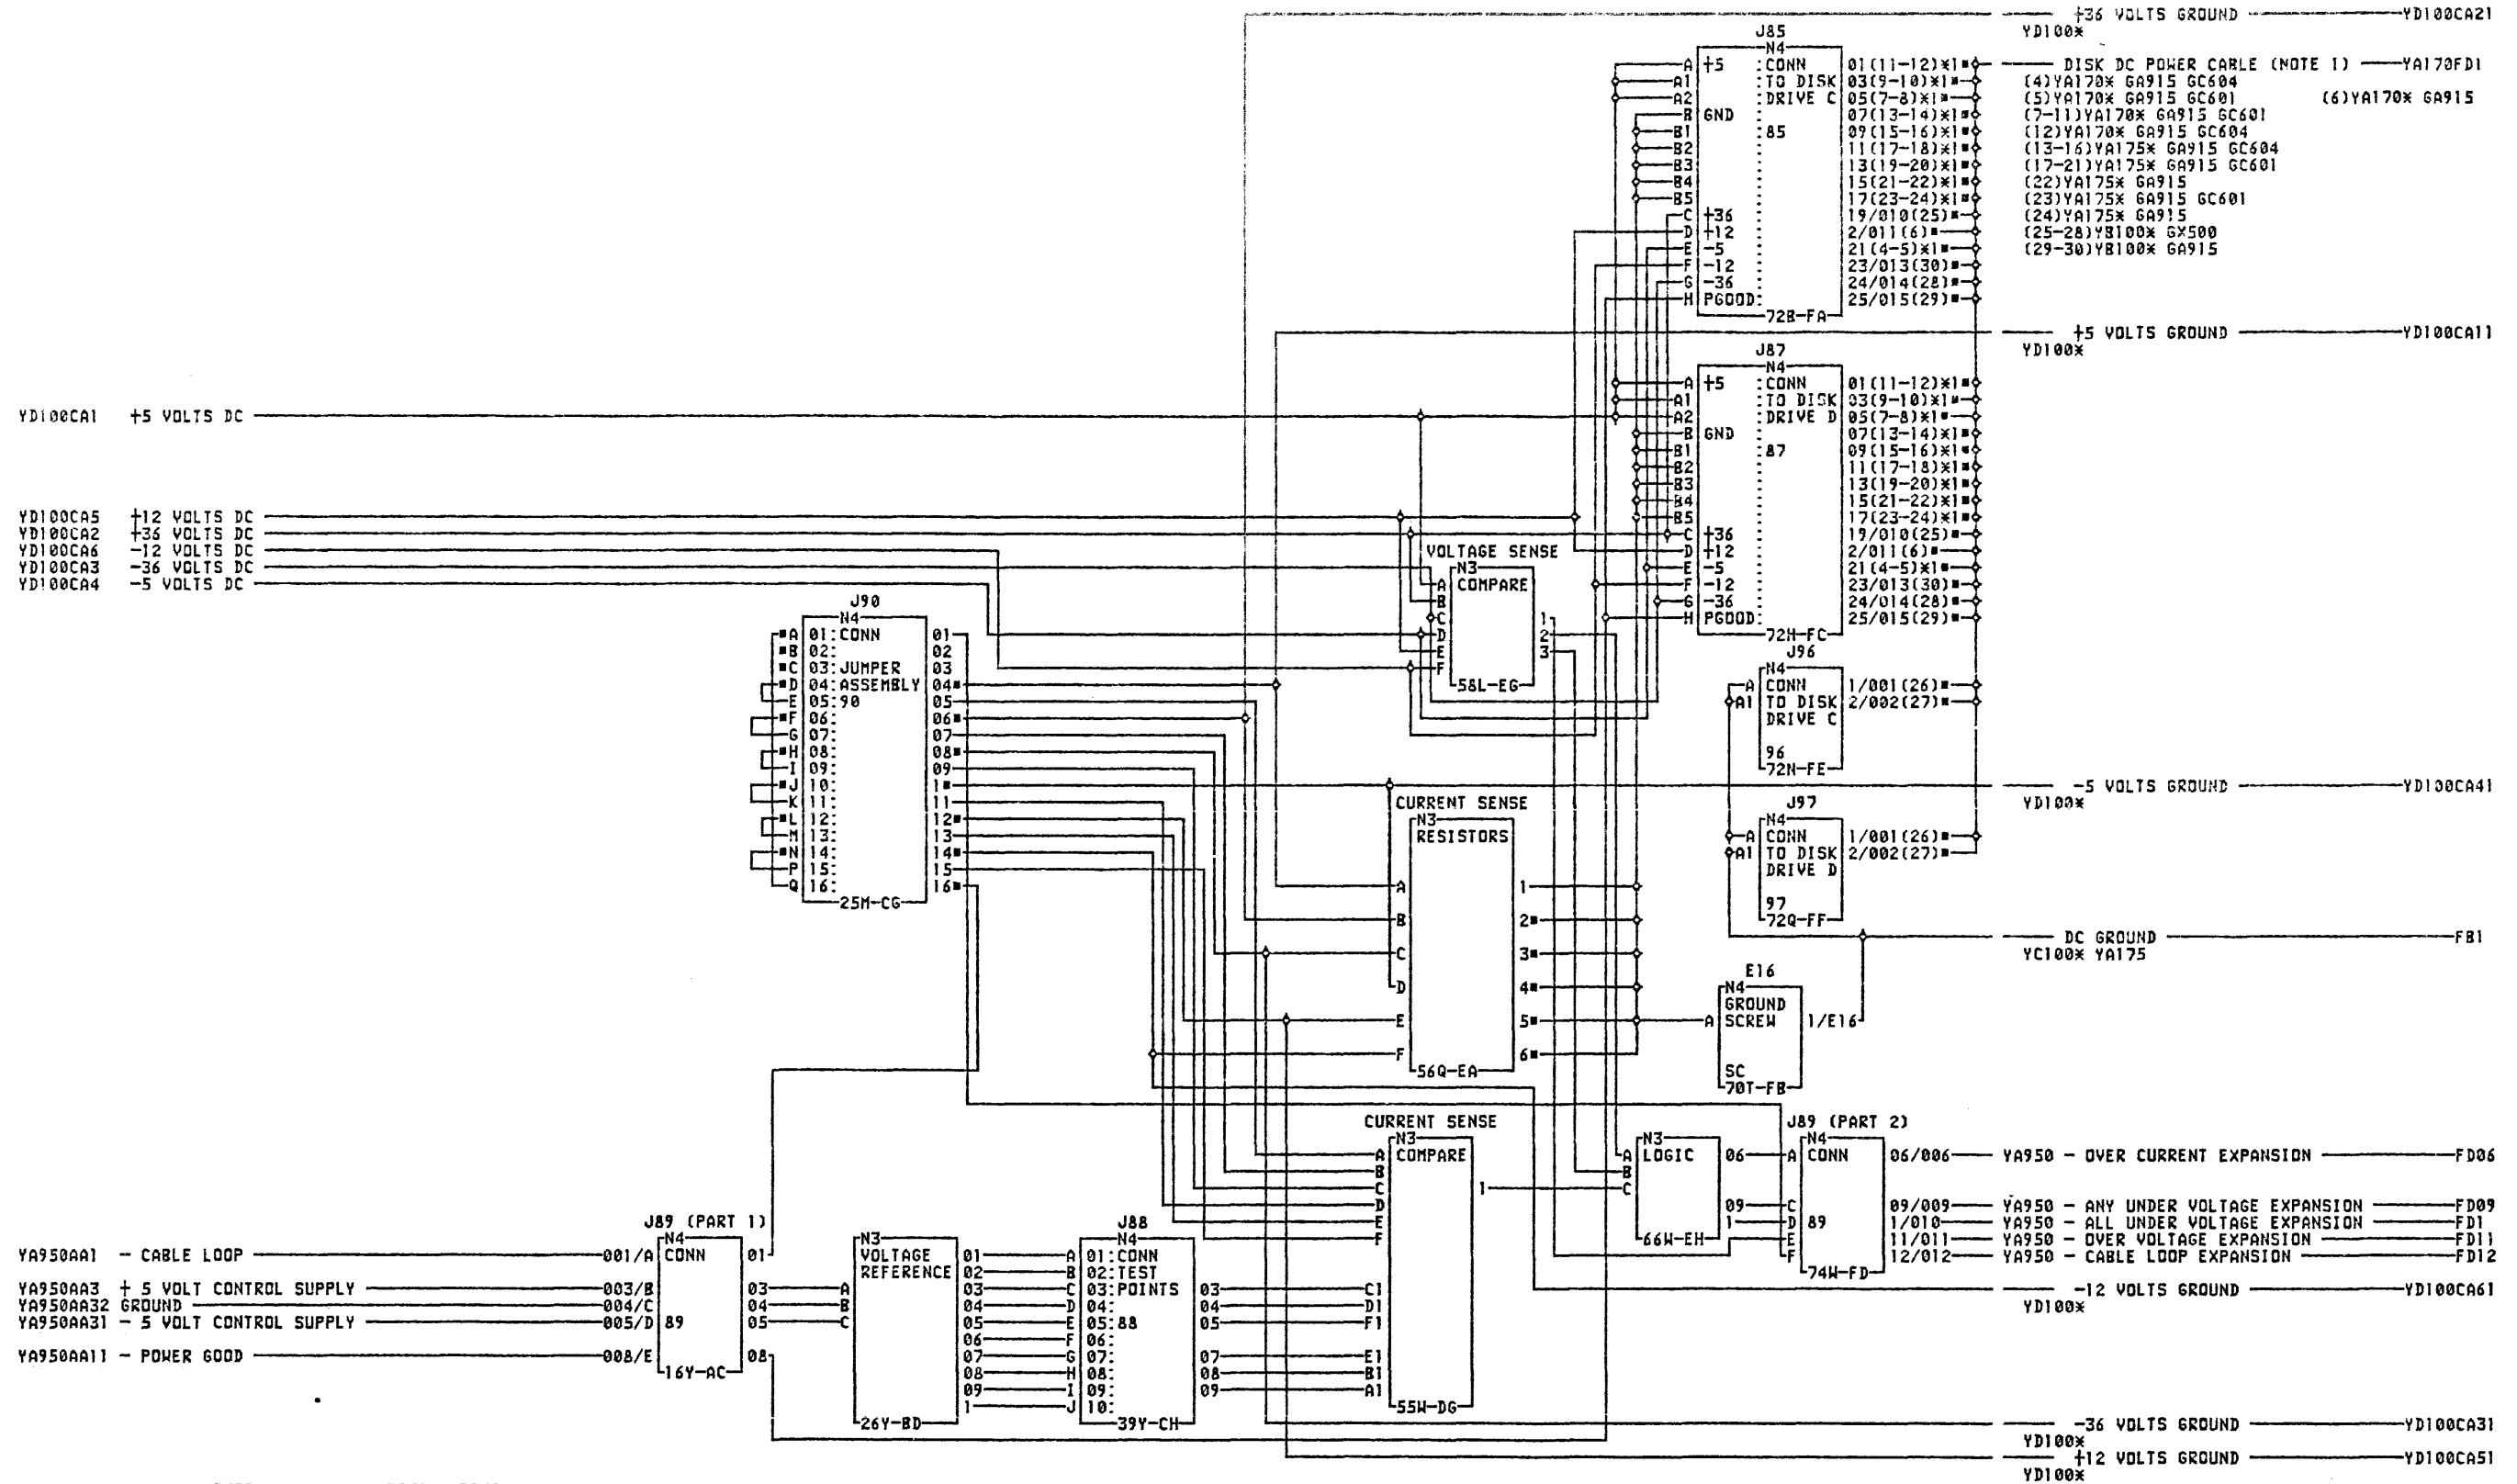 +36 VOLTS GROUND YD100CA21
YD100*
J85
N4
A +5 :CONN 01(11-12)*1
A1 :TO DISK 03(9-10)*1
A2 :DRIVE C 05(7-8)*1
B GND : 07(13-14)*1
B1 :85 09(15-16)*1
B2 : 11(17-18)*1
B3 : 13(19-20)*1
B4 : 15(21-22)*1
B5 : 17(23-24)*1
C +36 : 19/010(25)
D +12 : 2/011(6)
E -5 : 21(4-5)*1
F -12 : 23/013(30)
G -36 : 24/014(28)
H PGOOD: 25/015(29)
72B-FA
DISK DC POWER CABLE (NOTE 1) YA170FD1
(4)YA170* GA915 GC604
(5)YA170* GA915 GC601 (6)YA170* GA915
(7-11)YA170* GA915 GC601
(12)YA170* GA915 GC604
(13-16)YA175* GA915 GC604
(17-21)YA175* GA915 GC601
(22)YA175* GA915
(23)YA175* GA915 GC601
(24)YA175* GA915
(25-28)YB100* GX500
(29-30)YB100* GA915
+5 VOLTS GROUND YD100CA11
YD100*
J87
N4
A +5 :CONN 01(11-12)*1
A1 :TO DISK 03(9-10)*1
A2 :DRIVE D 05(7-8)*1
B GND : 07(13-14)*1
B1 :87 09(15-16)*1
B2 : 11(17-18)*1
B3 : 13(19-20)*1
B4 : 15(21-22)*1
B5 : 17(23-24)*1
C +36 : 19/010(25)
D +12 : 2/011(6)
E -5 : 21(4-5)*1
F -12 : 23/013(30)
G -36 : 24/014(28)
H PGOOD: 25/015(29)
72H-FC
YD100CA1 +5 VOLTS DC
YD100CA5 +12 VOLTS DC
YD100CA2 +36 VOLTS DC
YD100CA6 -12 VOLTS DC
YD100CA3 -36 VOLTS DC
YD100CA4 -5 VOLTS DC
VOLTAGE SENSE
N3
A COMPARE
B
C 1
D 2
E 3
F
58L-EG
J90
N4
A 01:CONN 01
B 02: 02
C 03:JUMPER 03
D 04:ASSEMBLY 04
E 05:90 05
F 06: 06
G 07: 07
H 08: 08
I 09: 09
J 10: 1
K 11: 11
L 12: 12
M 13: 13
N 14: 14
P 15: 15
Q 16: 16
25M-CG
J96
N4
A CONN 1/001(26)
A1 TO DISK 2/002(27)
DRIVE C
96
72N-FE
-5 VOLTS GROUND YD100CA41
YD100*
J97
N4
A CONN 1/001(26)
A1 TO DISK 2/002(27)
DRIVE D
97
72Q-FF
CURRENT SENSE
N3
RESISTORS
A 1
B 2
C 3
D 4
E 5
F 6
56Q-EA
DC GROUND FB1
YC100* YA175
E16
N4
GROUND
A SCREW 1/E16
SC
70T-FB
CURRENT SENSE
N3
A COMPARE
B
C 1
D
E
F
C1
D1
F1
E1
B1
A1
55W-DG
N3
A LOGIC 06
B
C
09
1
66W-EH
J89 (PART 2)
N4
A CONN 06/006
C 09/009
D 89 1/010
E 11/011
F 12/012
74W-FD
YA950 - OVER CURRENT EXPANSION FD06
YA950 - ANY UNDER VOLTAGE EXPANSION FD09
YA950 - ALL UNDER VOLTAGE EXPANSION FD1
YA950 - OVER VOLTAGE EXPANSION FD11
YA950 - CABLE LOOP EXPANSION FD12
-12 VOLTS GROUND YD100CA61
YD100*
J89 (PART 1)
N4
YA950AA1 - CABLE LOOP 001/A CONN 01
YA950AA3 + 5 VOLT CONTROL SUPPLY 003/B 03
YA950AA32 GROUND 004/C 04
YA950AA31 - 5 VOLT CONTROL SUPPLY 005/D 89 05
YA950AA11 - POWER GOOD 008/E 08
16Y-AC
N3
VOLTAGE 01
REFERENCE 02
A 03
B 04
C 05
06
07
08
09
1
26Y-BD
J88
N4
A 01:CONN
B 02:TEST
C 03:POINTS 03
D 04: 04
E 05:88 05
F 06:
G 07: 07
H 08: 08
I 09: 09
J 10:
39Y-CH
-36 VOLTS GROUND YD100CA31
YD100*
+12 VOLTS GROUND YD100CA51
YD100*